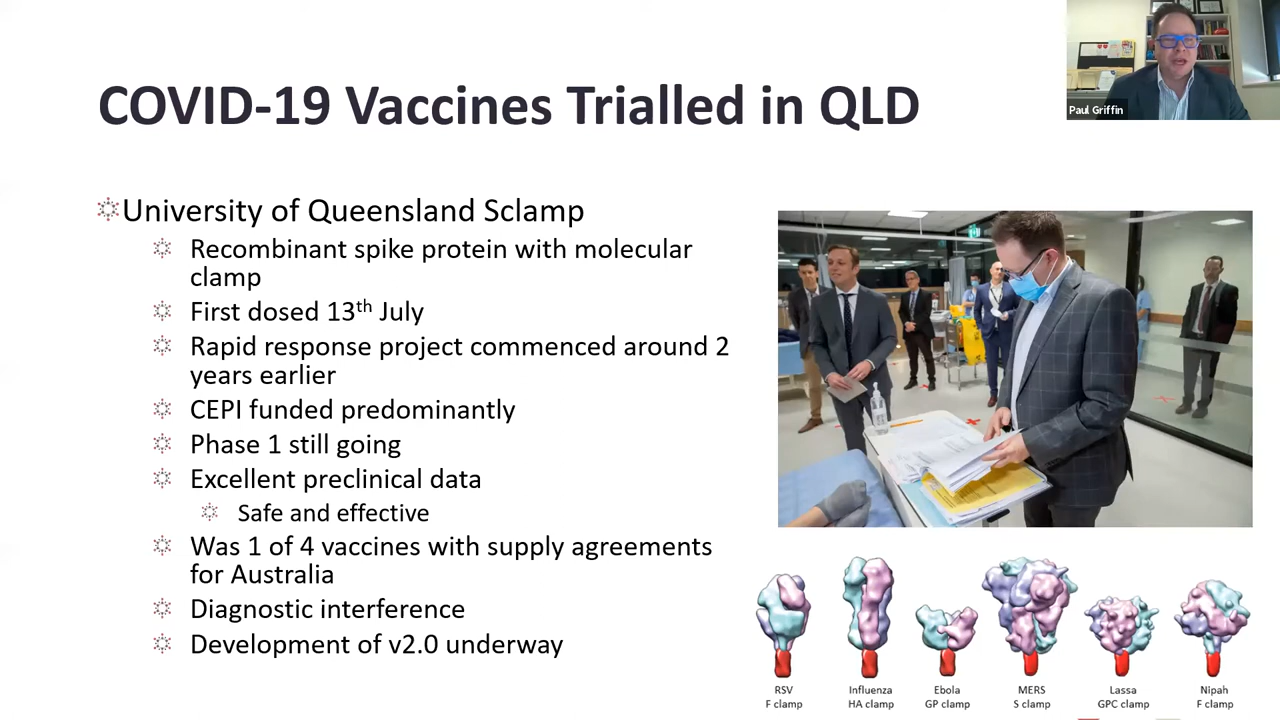 Paul Griffin
COVID-19 Vaccines Trialled in QLD
University of Queensland Sclamp
Recombinant spike protein with molecular
clamp
First dosed 13th July
Rapid response project commenced around 2
years earlier
CEPI funded predominantly
Phase 1 still going
Excellent preclinical data
Safe and effective
Was 1 of 4 vaccines with supply agreements
for Australia
Diagnostic interference
Development of v2.0 underway
RSV
F clamp
Influenza
HA clamp
Ebola
GP clamp
MERS
S clamp
Lassa
GPC clamp
Nipah
F clamp